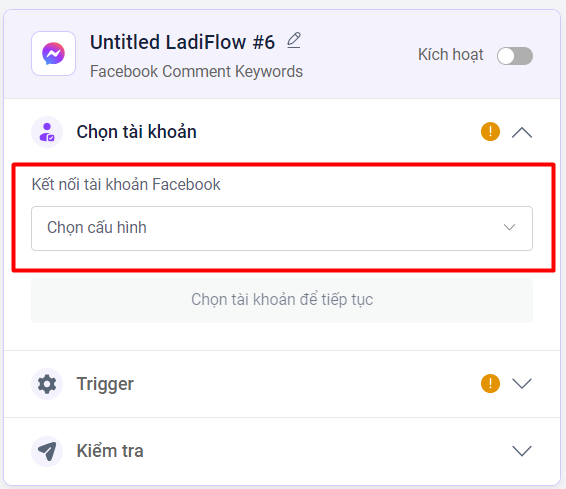 Untitled LadiFlow #6
Kích hoạt
Facebook Comment Keywords
Chọn tài khoản
!
Kết nối tài khoản Facebook
Chọn cấu hình
Chọn tài khoản để tiếp tục
Trigger
!
Kiểm tra